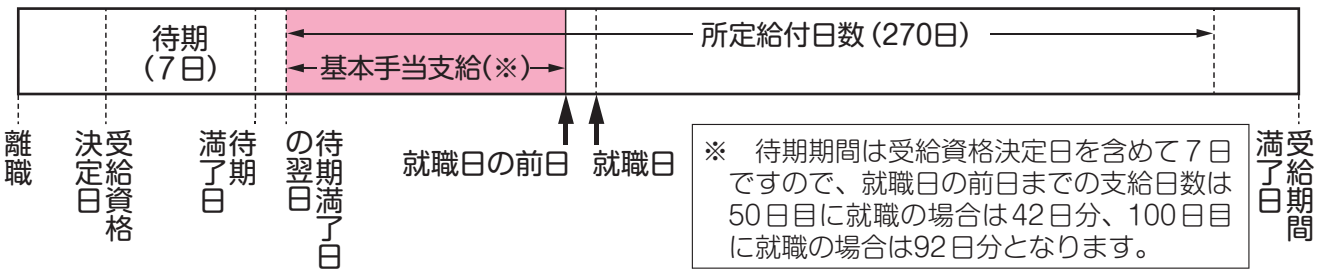 待期
(7日)
所定給付日数(270日)
基本手当支給(※)
離職
受給資格
決定日
待期
満了日
待期満了日
の翌日
就職日の前日
就職日
※ 待期期間は受給資格決定日を含めて7日
ですので、就職日の前日までの支給日数は
50日目に就職の場合は42日分、100日目
に就職の場合は92日分となります。
受給期間
満了日